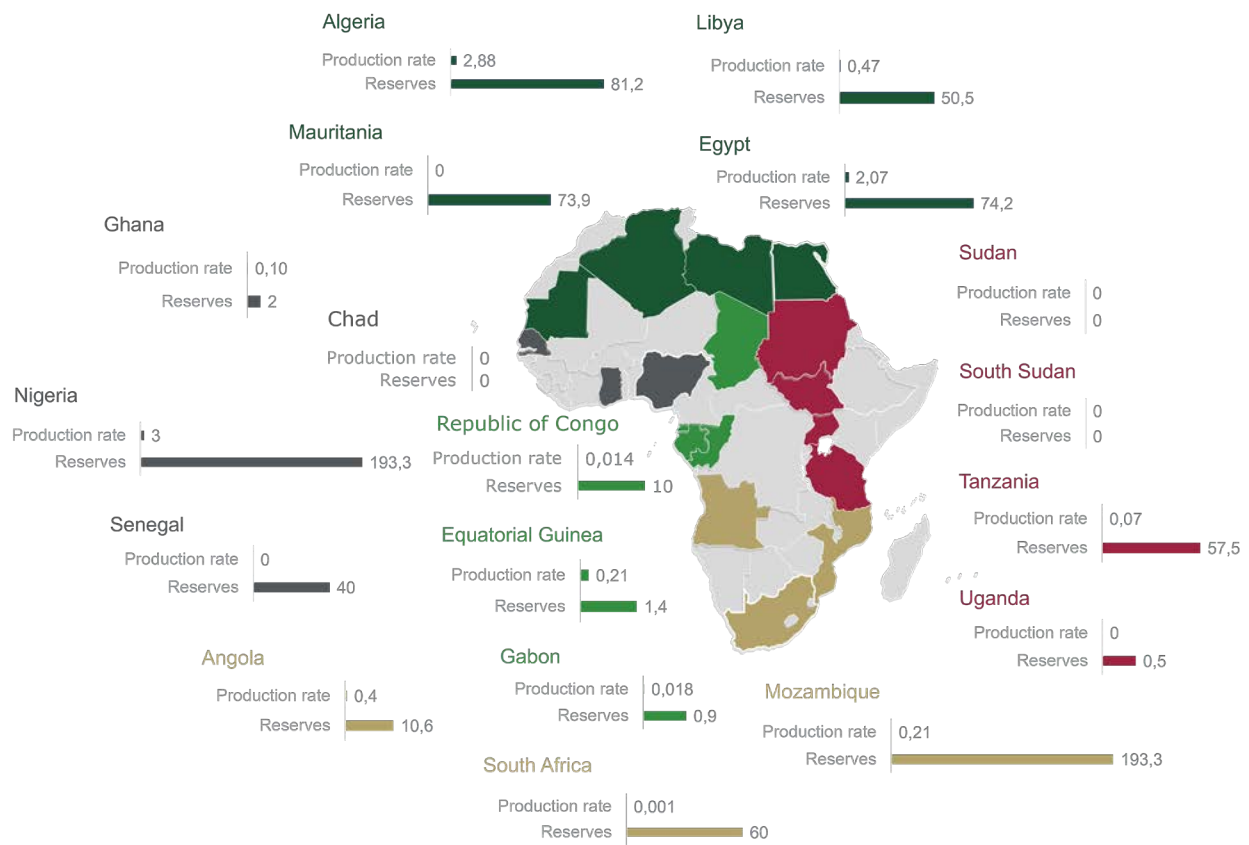 Algeria
Production rate 2,88
Reserves 81,2
Libya
Production rate 0,47
Reserves 50,5
Mauritania
Production rate 0
Reserves 73,9
Egypt
Production rate 2,07
Reserves 74,2
Ghana
Production rate 0,10
Reserves 2
Sudan
Production rate 0
Reserves 0
Chad
Production rate 0
Reserves 0
South Sudan
Production rate 0
Reserves 0
Nigeria
Production rate 3
Reserves 193,3
Republic of Congo
Production rate 0,014
Reserves 10
Tanzania
Production rate 0,07
Reserves 57,5
Senegal
Production rate 0
Reserves 40
Equatorial Guinea
Production rate 0,21
Reserves 1,4
Uganda
Production rate 0
Reserves 0,5
Angola
Production rate 0,4
Reserves 10,6
Gabon
Production rate 0,018
Reserves 0,9
Mozambique
Production rate 0,21
Reserves 193,3
South Africa
Production rate 0,001
Reserves 60